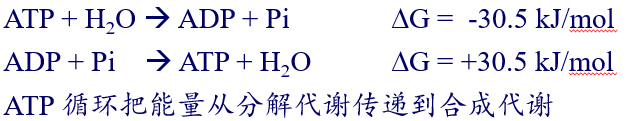 ATP + H₂O → ADP + Pi ΔG = -30.5 kJ/mol
ADP + Pi → ATP + H₂O ΔG = +30.5 kJ/mol
ATP 循环把能量从分解代谢传递到合成代谢